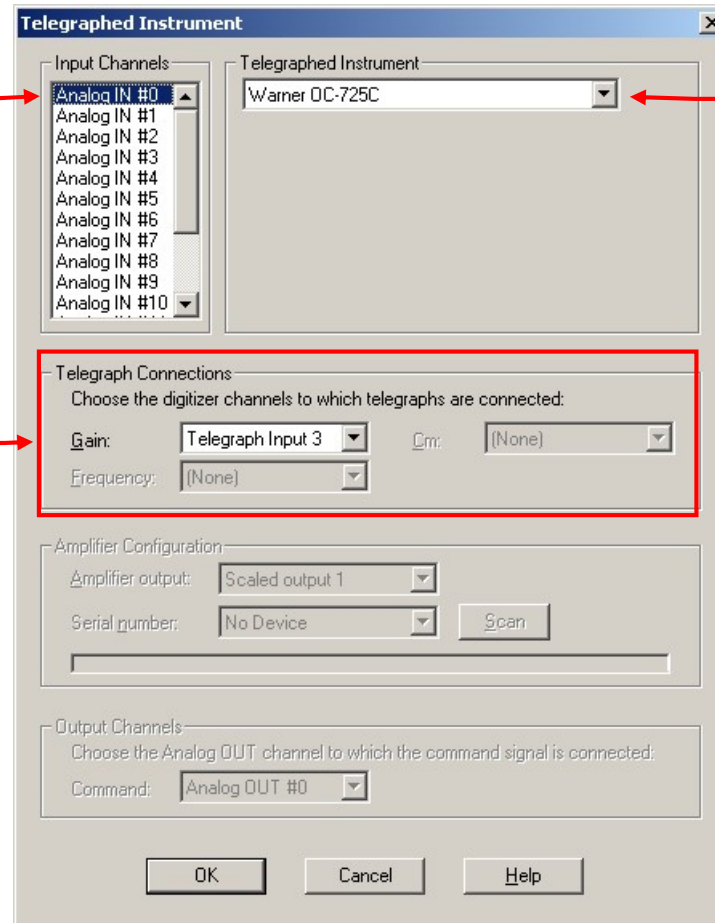 Telegraphed Instrument
Input Channels
Analog IN #0
Analog IN #1
Analog IN #2
Analog IN #3
Analog IN #4
Analog IN #5
Analog IN #6
Analog IN #7
Analog IN #8
Analog IN #9
Analog IN #10
Telegraphed Instrument
Warner OC-725C
Telegraph Connections
Choose the digitizer channels to which telegraphs are connected:
Gain: Telegraph Input 3 Cm: (None)
Frequency: (None)
Amplifier Configuration
Amplifier output: Scaled output 1
Serial number: No Device Scan
Output Channels
Choose the Analog OUT channel to which the command signal is connected:
Command: Analog OUT #0
OK Cancel Help